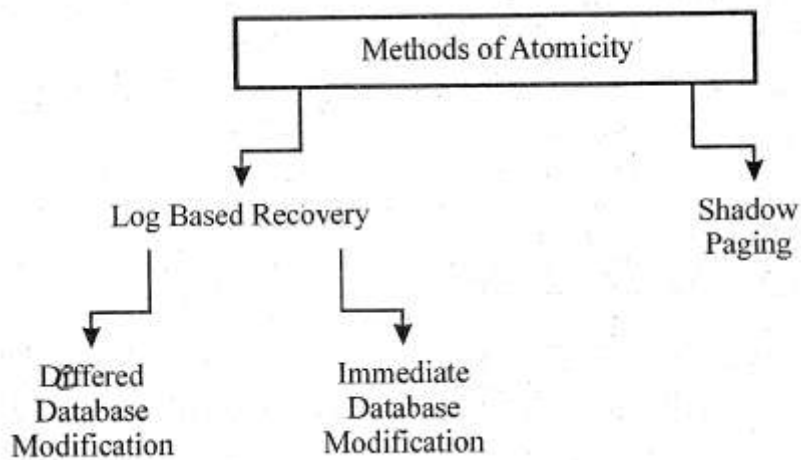 Methods of Atomicity
Log Based Recovery
Shadow
Paging
Differed
Database
Modification
Immediate
Database
Modification